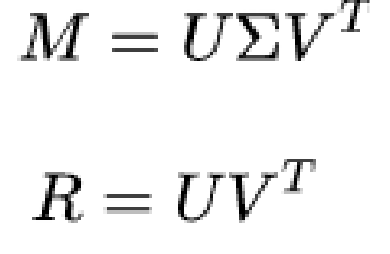 M = UΣV^T
R = UV^T